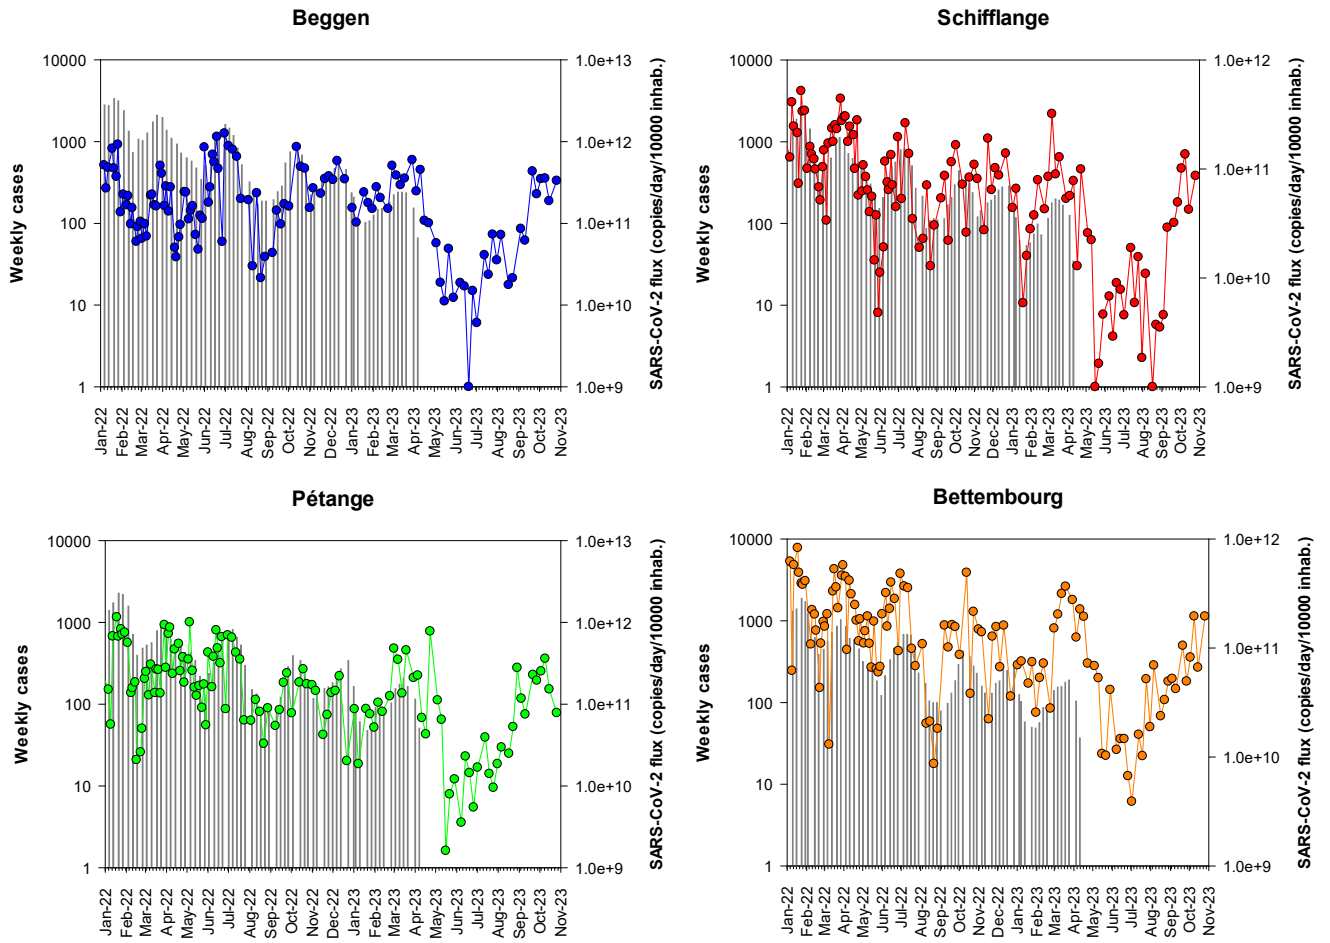 Beggen
10000
1000
100
10
1
Weekly cases
1.0e+13
1.0e+12
1.0e+11
1.0e+10
1.0e+9
SARS-CoV-2 flux (copies/day/10000 inhab.)
Jan-22
Feb-22
Mar-22
Apr-22
May-22
Jun-22
Jul-22
Aug-22
Sep-22
Oct-22
Nov-22
Dec-22
Jan-23
Feb-23
Mar-23
Apr-23
May-23
Jun-23
Jul-23
Aug-23
Sep-23
Oct-23
Nov-23
Schifflange
10000
1000
100
10
1
Weekly cases
1.0e+12
1.0e+11
1.0e+10
1.0e+9
SARS-CoV-2 flux (copies/day/10000 inhab.)
Jan-22
Feb-22
Mar-22
Apr-22
May-22
Jun-22
Jul-22
Aug-22
Sep-22
Oct-22
Nov-22
Dec-22
Jan-23
Feb-23
Mar-23
Apr-23
May-23
Jun-23
Jul-23
Aug-23
Sep-23
Oct-23
Nov-23
Pétange
10000
1000
100
10
1
Weekly cases
1.0e+13
1.0e+12
1.0e+11
1.0e+10
1.0e+9
SARS-CoV-2 flux (copies/day/10000 inhab.)
Jan-22
Feb-22
Mar-22
Apr-22
May-22
Jun-22
Jul-22
Aug-22
Sep-22
Oct-22
Nov-22
Dec-22
Jan-23
Feb-23
Mar-23
Apr-23
May-23
Jun-23
Jul-23
Aug-23
Sep-23
Oct-23
Nov-23
Bettembourg
10000
1000
100
10
1
Weekly cases
1.0e+12
1.0e+11
1.0e+10
1.0e+9
SARS-CoV-2 flux (copies/day/10000 inhab.)
Jan-22
Feb-22
Mar-22
Apr-22
May-22
Jun-22
Jul-22
Aug-22
Sep-22
Oct-22
Nov-22
Dec-22
Jan-23
Feb-23
Mar-23
Apr-23
May-23
Jun-23
Jul-23
Aug-23
Sep-23
Oct-23
Nov-23